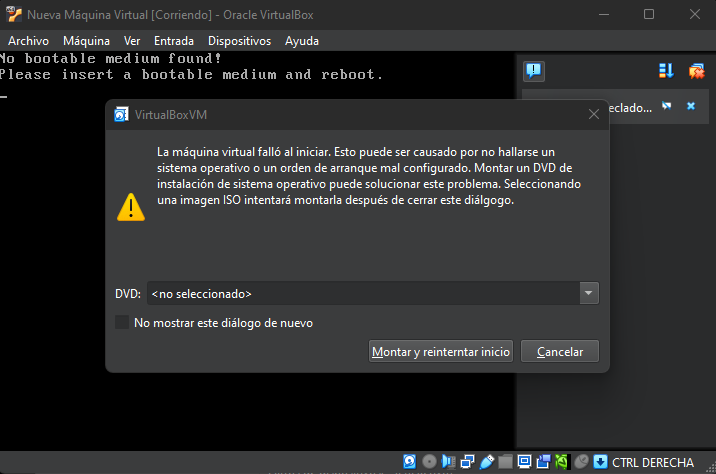 Nueva Máquina Virtual [Corriendo] - Oracle VirtualBox
Archivo Máquina Ver Entrada Dispositivos Ayuda
No bootable medium found!
Please insert a bootable medium and reboot.
eclado...
VirtualBoxVM
La máquina virtual falló al iniciar. Esto puede ser causado por no hallarse un
sistema operativo o un orden de arranque mal configurado. Montar un DVD de
instalación de sistema operativo puede solucionar este problema. Seleccionando
una imagen ISO intentará montarla después de cerrar este diálgogo.
DVD: <no seleccionado>
No mostrar este diálogo de nuevo
Montar y reinterntar inicio Cancelar
CTRL DERECHA